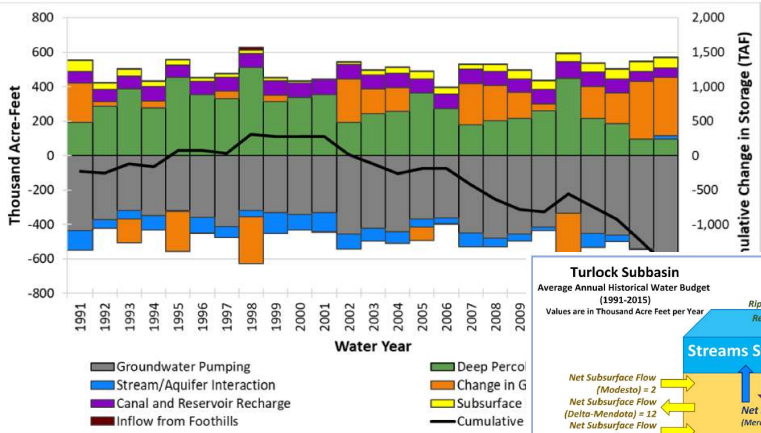 800
600
400
200
0
-200
-400
-600
-800
Thousand Acre-Feet
2,000
1,500
1,000
500
0
-500
-1,000
Change in Storage (TAF)
1991
1992
1993
1994
1995
1996
1997
1998
1999
2000
2001
2002
2003
2004
2005
2006
2007
2008
2009
Water Year
Groundwater Pumping
Deep
Stream/Aquifer Interaction
Change in
Canal and Reservoir Recharge
Subsurface
Inflow from Foothills
Cumulative
Turlock Subbasin
Average Annual Historical Water Budget
(1991-2015)
Values are in Thousand Acre Feet per Year
Streams
Net Subsurface Flow
(Modesto) = 2
Net Subsurface Flow
(Delta-Mendota) = 12
Net Subsurface Flow
Net